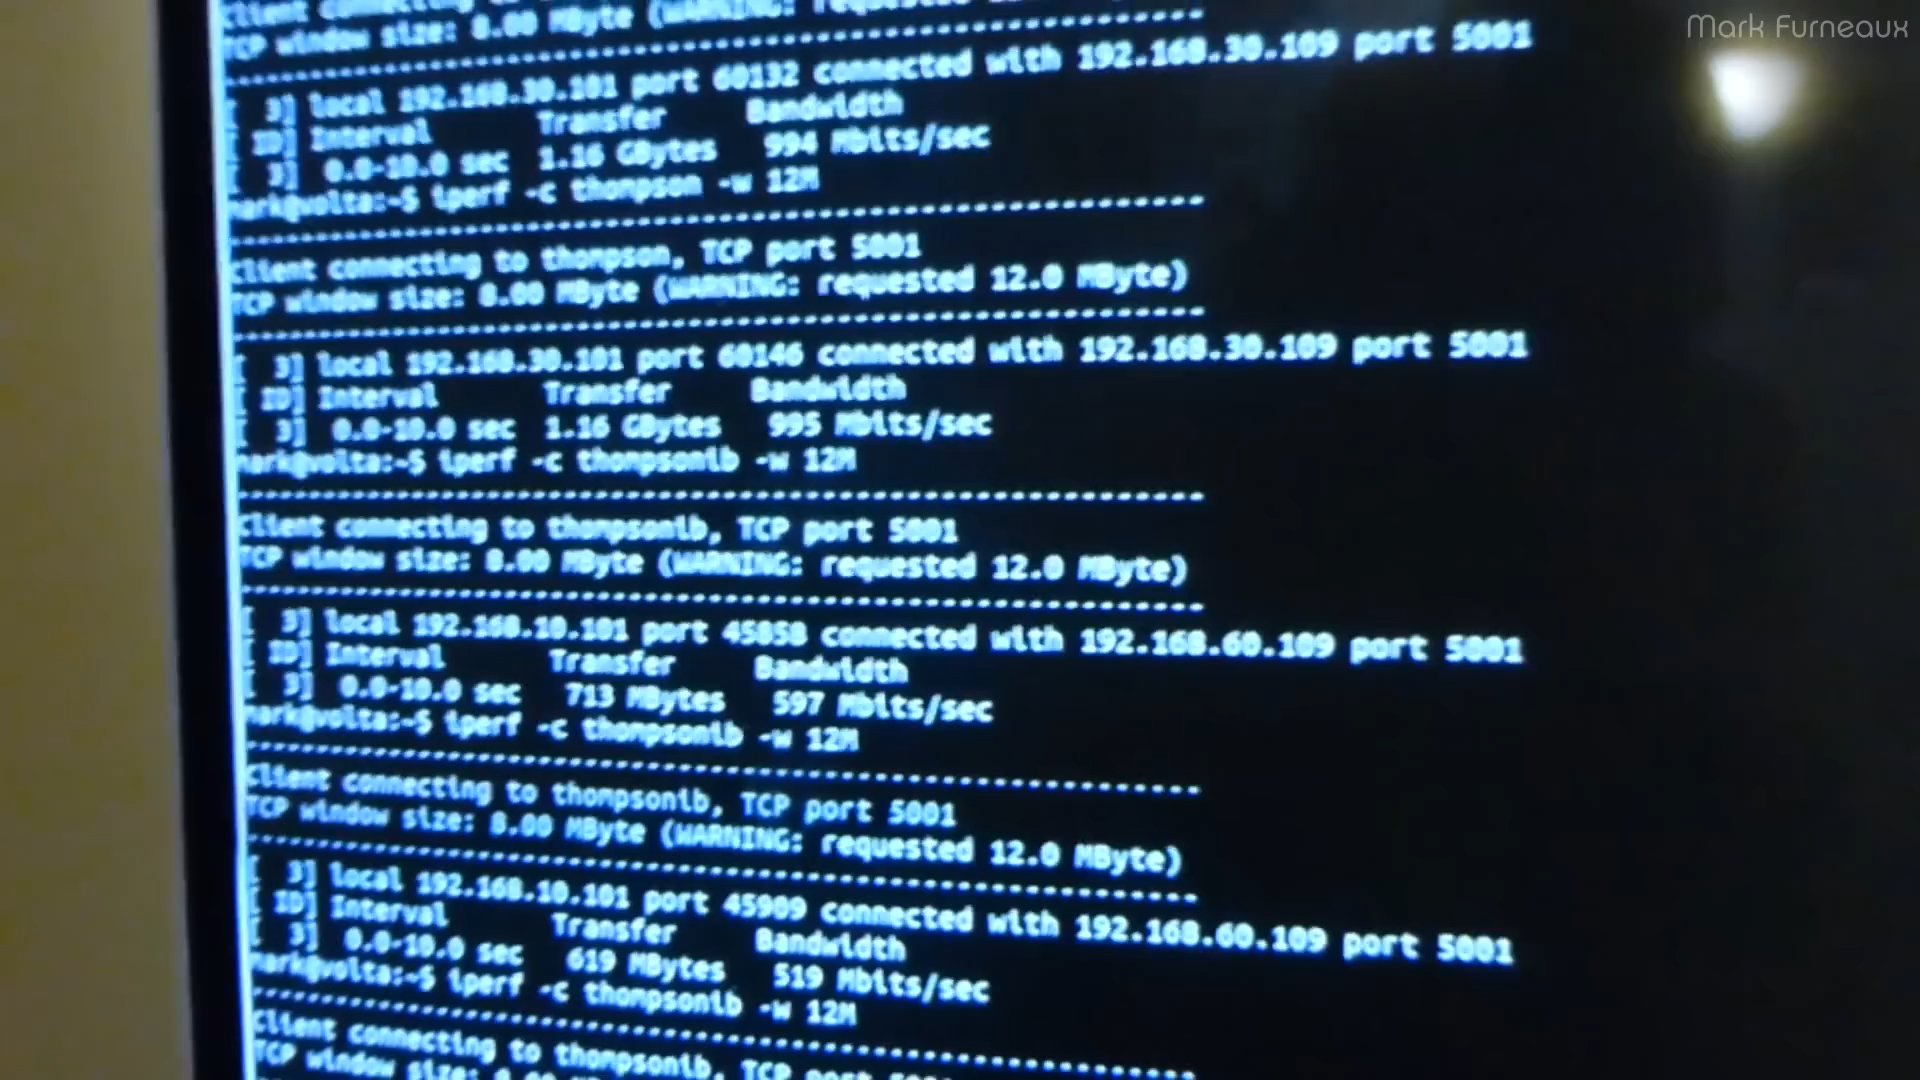 Mark Furneaux
Client connecting to
TCP window size: 8.00 MByte (WARNING: requested
------------------------------------------------------------
[ 3] local 192.168.30.101 port 60132 connected with 192.168.30.109 port 5001
[ ID] Interval Transfer Bandwidth
[ 3] 0.0-10.0 sec 1.16 GBytes 994 Mbits/sec
mark@volta:~$ iperf -c thompson -w 12M
------------------------------------------------------------
Client connecting to thompson, TCP port 5001
TCP window size: 8.00 MByte (WARNING: requested 12.0 MByte)
------------------------------------------------------------
[ 3] local 192.168.30.101 port 60146 connected with 192.168.30.109 port 5001
[ ID] Interval Transfer Bandwidth
[ 3] 0.0-10.0 sec 1.16 GBytes 995 Mbits/sec
mark@volta:~$ iperf -c thompsonib -w 12M
------------------------------------------------------------
Client connecting to thompsonib, TCP port 5001
TCP window size: 8.00 MByte (WARNING: requested 12.0 MByte)
------------------------------------------------------------
[ 3] local 192.168.10.101 port 45858 connected with 192.168.60.109 port 5001
[ ID] Interval Transfer Bandwidth
[ 3] 0.0-10.0 sec 713 MBytes 597 Mbits/sec
mark@volta:~$ iperf -c thompsonib -w 12M
------------------------------------------------------------
Client connecting to thompsonib, TCP port 5001
TCP window size: 8.00 MByte (WARNING: requested 12.0 MByte)
------------------------------------------------------------
[ 3] local 192.168.10.101 port 45909 connected with 192.168.60.109 port 5001
[ ID] Interval Transfer Bandwidth
[ 3] 0.0-10.0 sec 619 MBytes 519 Mbits/sec
mark@volta:~$ iperf -c thompsonib -w 12M
------------------------------------------------------------
Client connecting to thompsonib, TCP port
TCP window size: